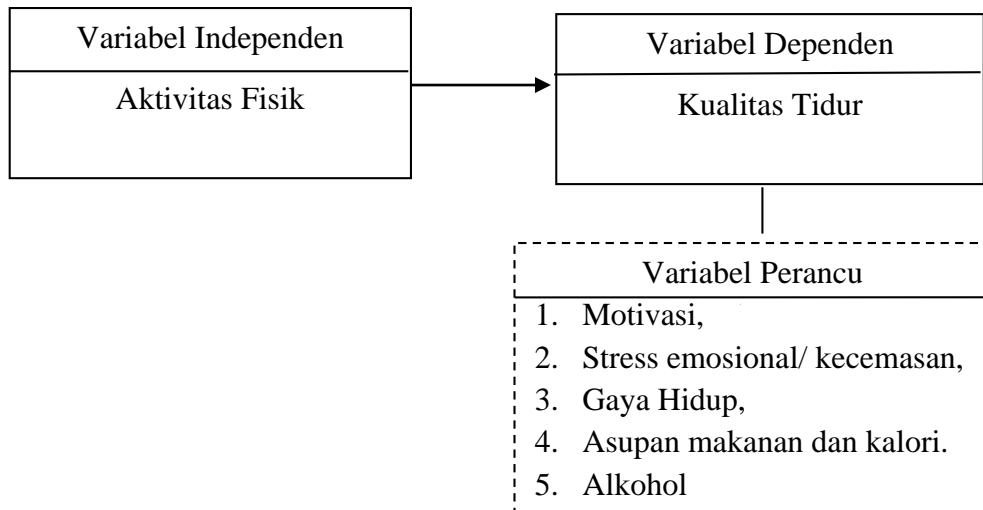 Variabel Independen
Aktivitas Fisik
Variabel Dependen
Kualitas Tidur
Variabel Perancu
1. Motivasi,
2. Stress emosional/ kecemasan,
3. Gaya Hidup,
4. Asupan makanan dan kalori.
5. Alkohol